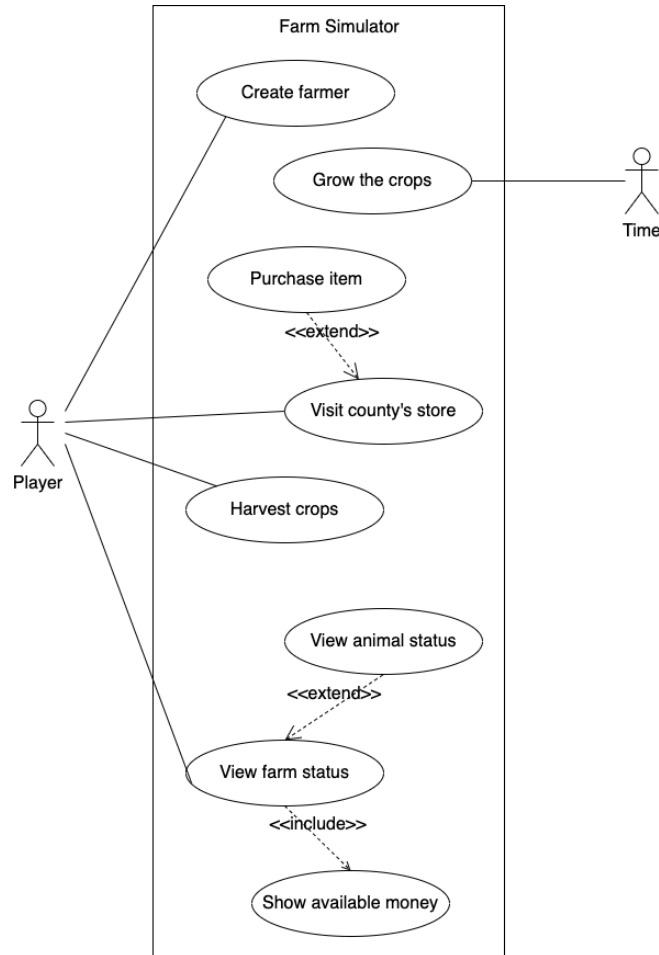 Farm Simulator
Create farmer
Grow the crops
Time
Purchase item
<<extend>>
Visit county's store
Player
Harvest crops
View animal status
<<extend>>
View farm status
<<include>>
Show available money